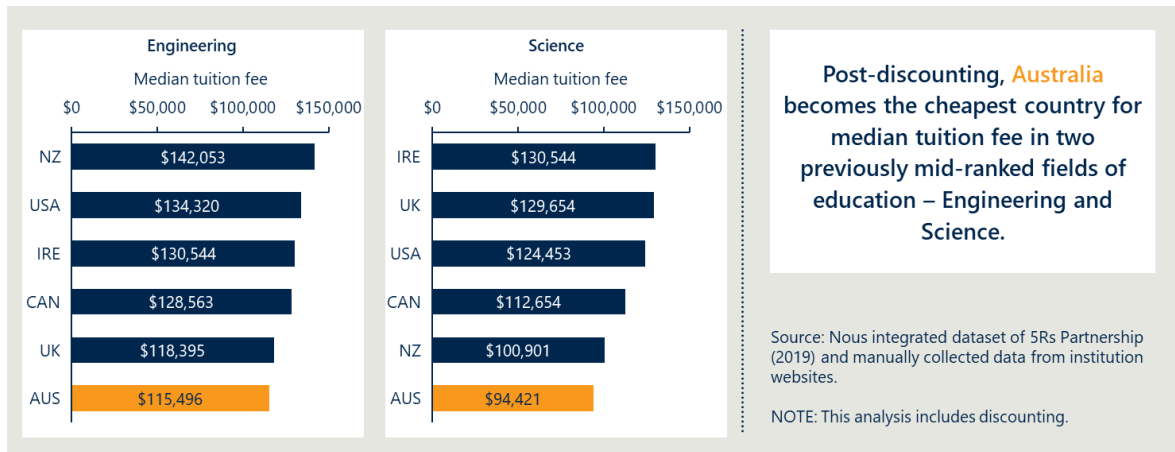 Engineering
Median tuition fee
$0 $50,000 $100,000 $150,000
NZ $142,053
USA $134,320
IRE $130,544
CAN $128,563
UK $118,395
AUS $115,496
Science
Median tuition fee
$0 $50,000 $100,000 $150,000
IRE $130,544
UK $129,654
USA $124,453
CAN $112,654
NZ $100,901
AUS $94,421
Post-discounting, Australia
becomes the cheapest country for
median tuition fee in two
previously mid-ranked fields of
education – Engineering and
Science.
Source: Nous integrated dataset of 5Rs Partnership
(2019) and manually collected data from institution
websites.
NOTE: This analysis includes discounting.